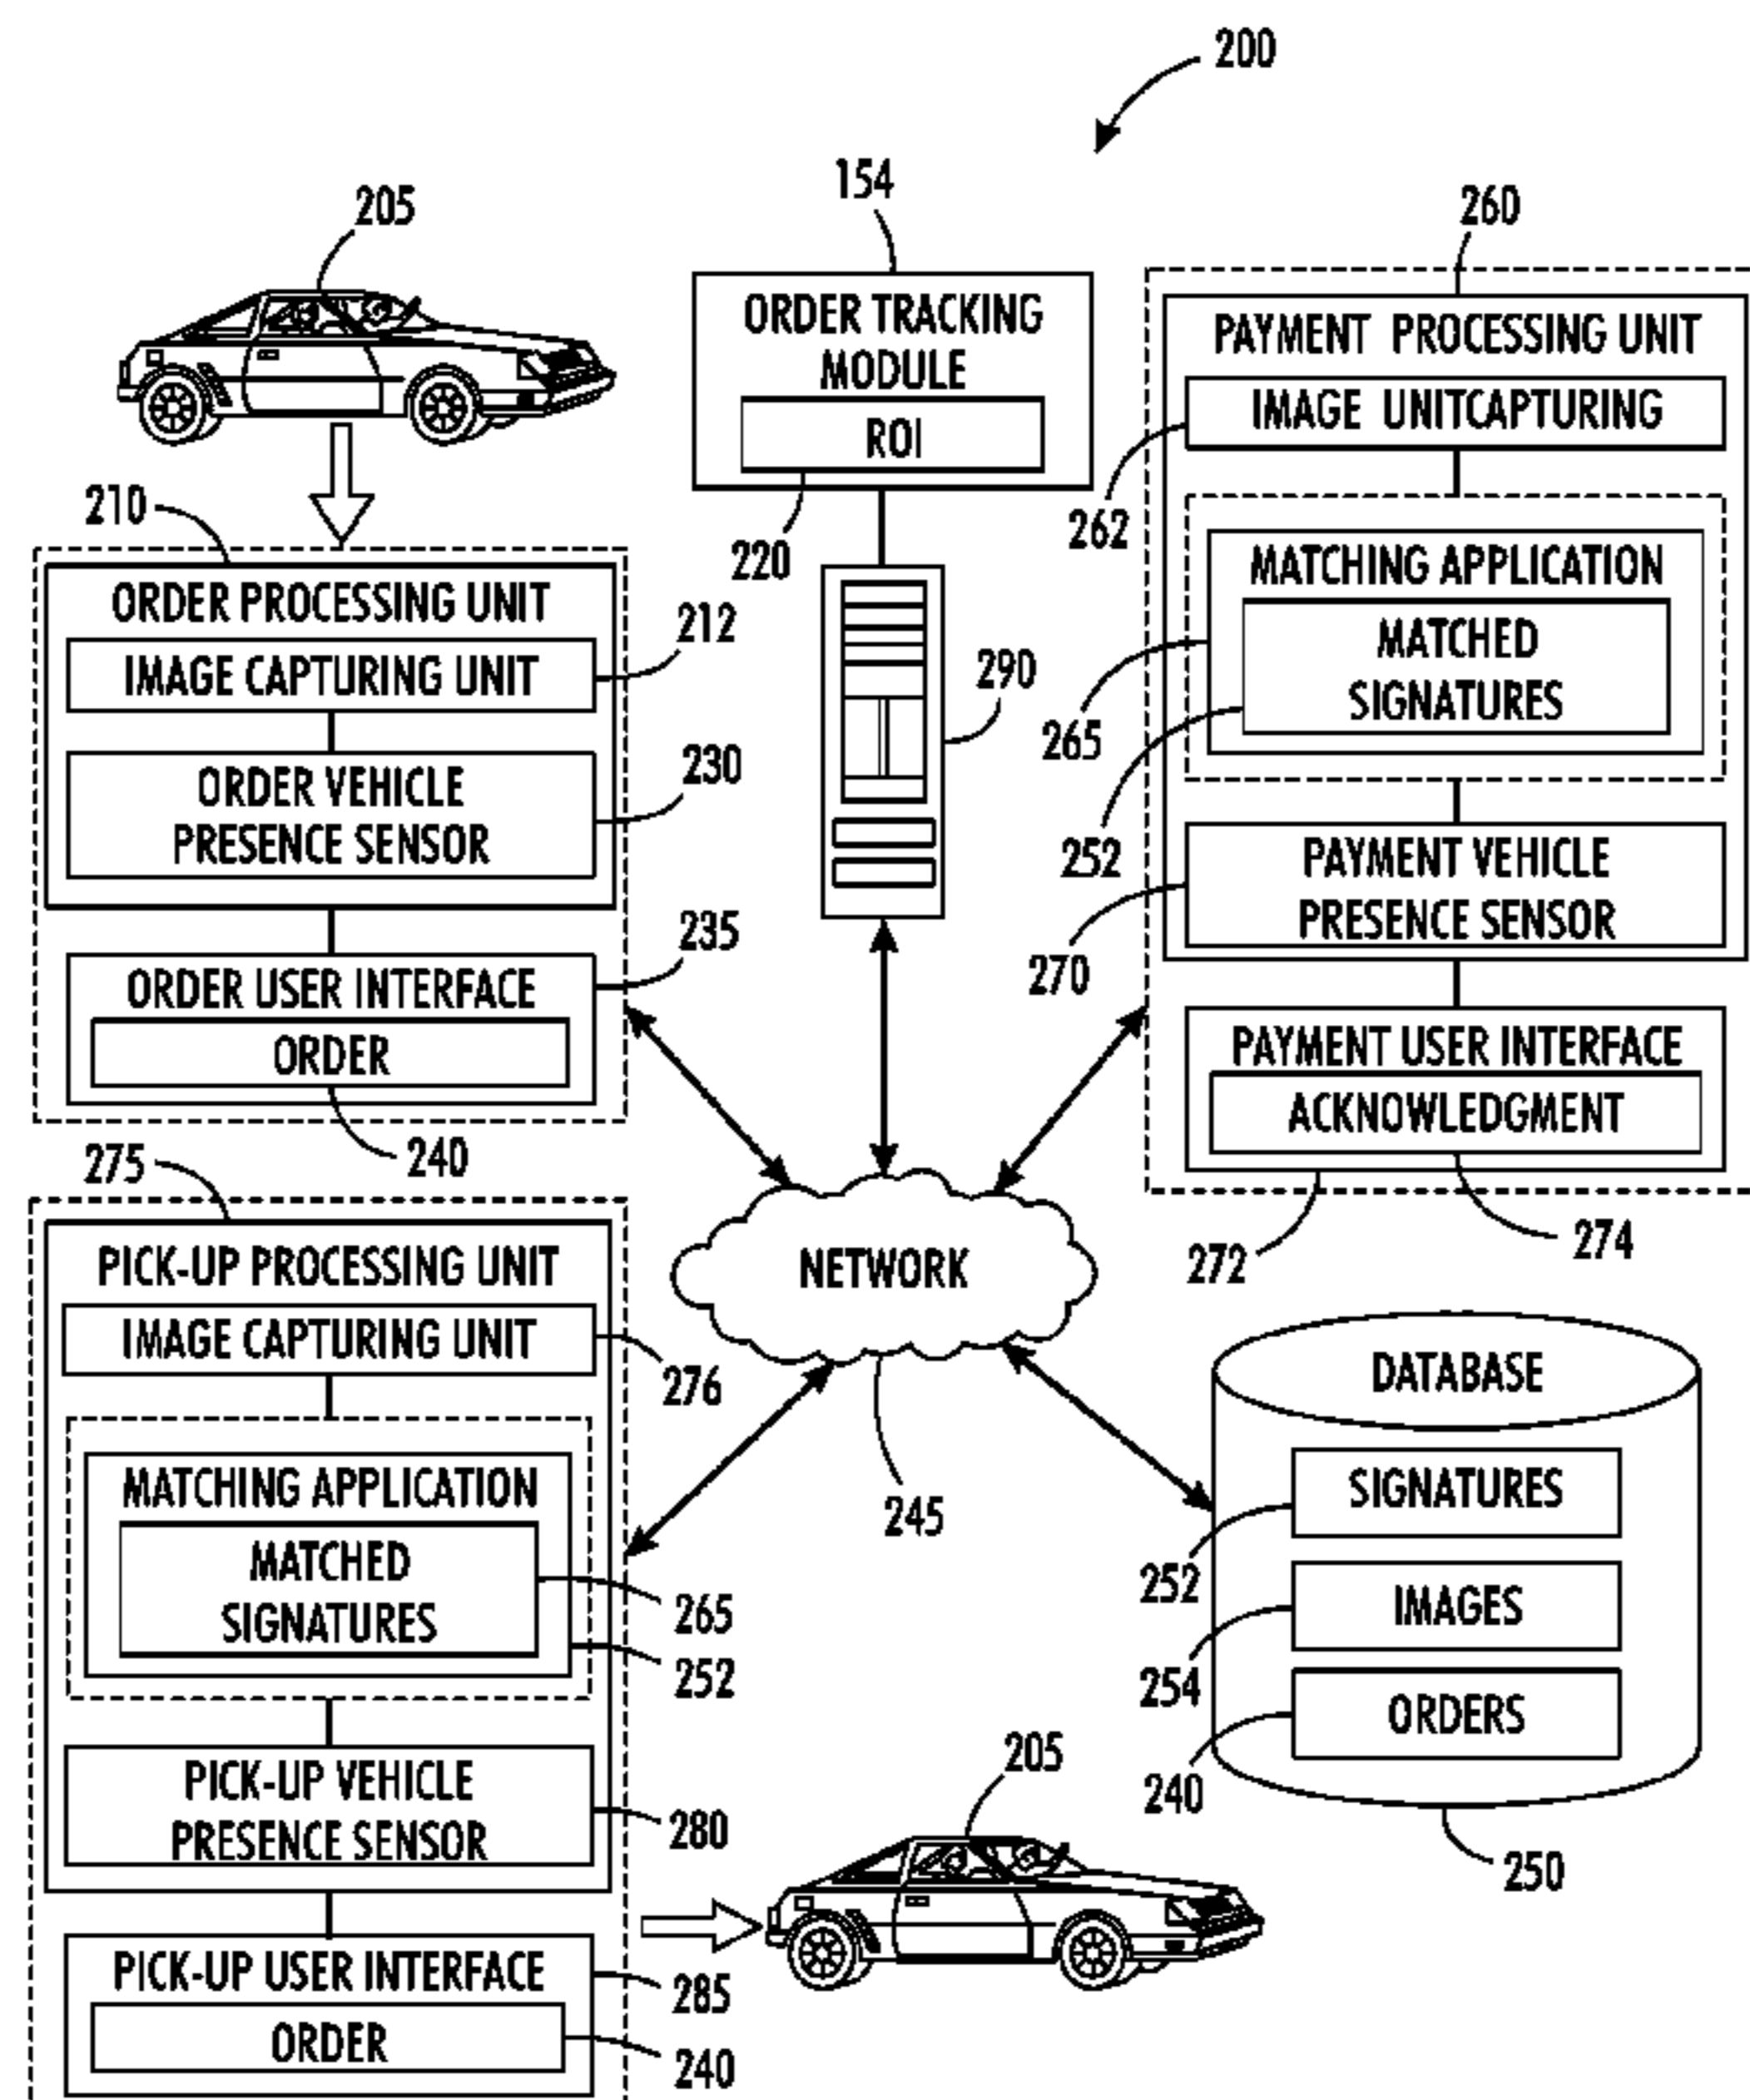 200
154
205
260
ORDER TRACKING
MODULE
ROI
220
PAYMENT PROCESSING UNIT
IMAGE UNITCAPTURING
262
MATCHING APPLICATION
MATCHED
SIGNATURES
265
252
PAYMENT VEHICLE
PRESENCE SENSOR
270
PAYMENT USER INTERFACE
ACKNOWLEDGMENT
272
274
210
ORDER PROCESSING UNIT
212
IMAGE CAPTURING UNIT
230
ORDER VEHICLE
PRESENCE SENSOR
235
ORDER USER INTERFACE
ORDER
240
290
NETWORK
245
275
PICK-UP PROCESSING UNIT
IMAGE CAPTURING UNIT
276
MATCHING APPLICATION
MATCHED
SIGNATURES
265
252
PICK-UP VEHICLE
PRESENCE SENSOR
280
PICK-UP USER INTERFACE
285
ORDER
240
205
DATABASE
SIGNATURES
252
IMAGES
254
ORDERS
240
250